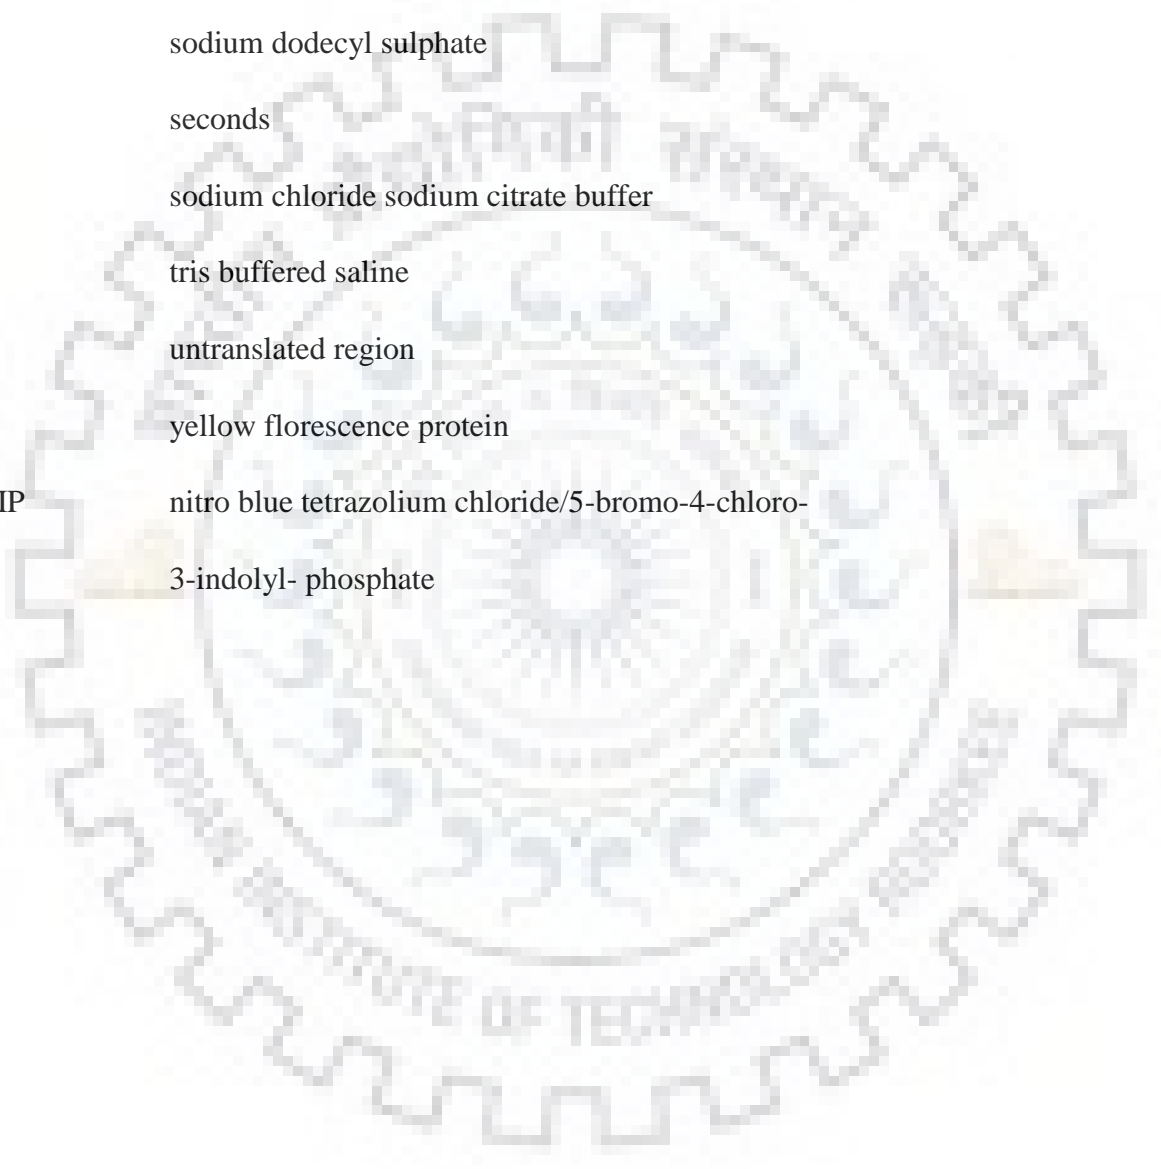 sodium dodecyl sulphate
seconds
sodium chloride sodium citrate buffer
tris buffered saline
untranslated region
yellow florescence protein
IP nitro blue tetrazolium chloride/5-bromo-4-chloro-
3-indolyl- phosphate
OF TECHNOLOGY